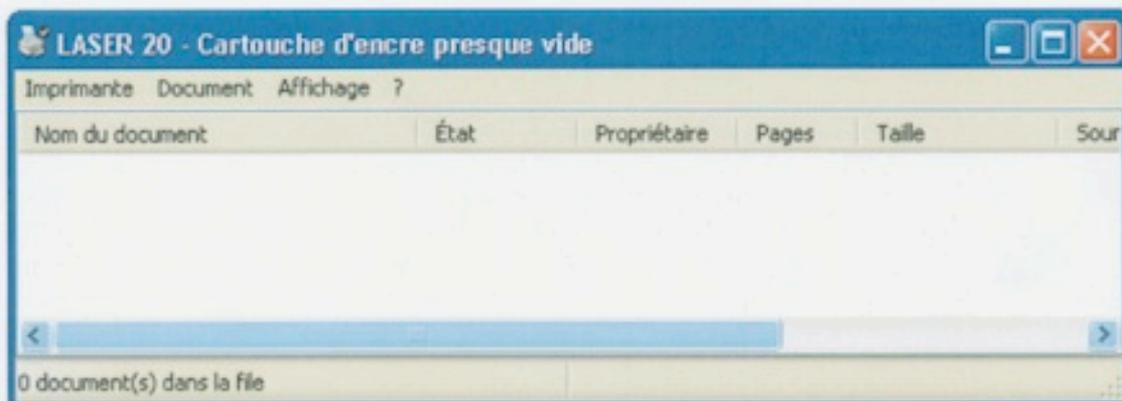 LASER 20 - Cartouche d'encre presque vide
Imprimante Document Affichage ?
Nom du document État Propriétaire Pages Taille Sour
0 document(s) dans la file